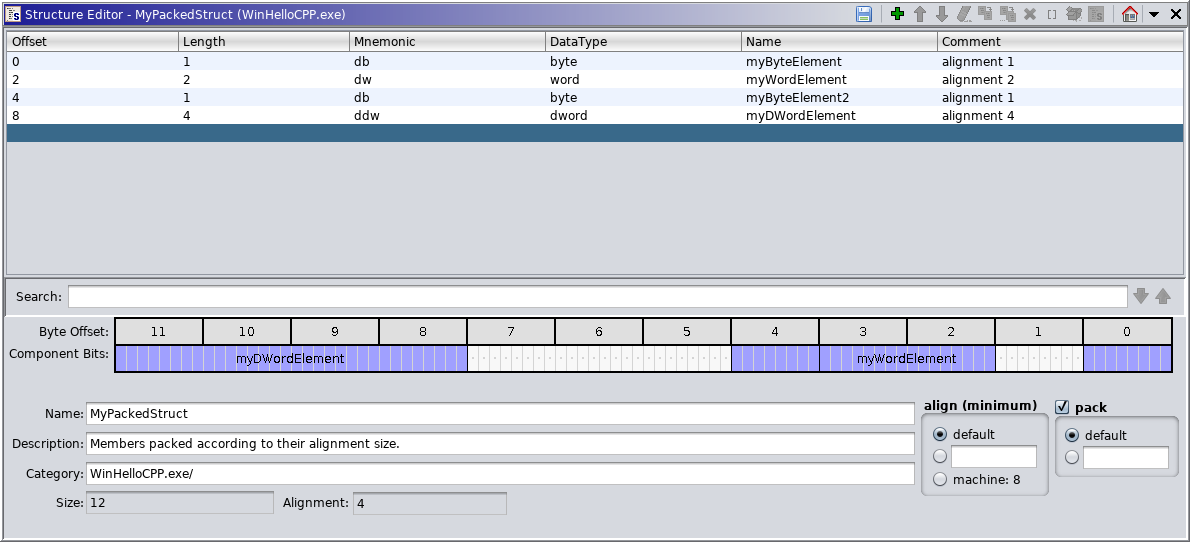 Structure Editor - MyPackedStruct (WinHelloCPP.exe)
Offset Length Mnemonic DataType Name Comment
0 1 db byte myByteElement alignment 1
2 2 dw word myWordElement alignment 2
4 1 db byte myByteElement2 alignment 1
8 4 ddw dword myDWordElement alignment 4
Search:
Byte Offset: 11 10 9 8 7 6 5 4 3 2 1 0
Component Bits: myDWordElement myWordElement
align (minimum) pack
Name: MyPackedStruct
default default
Description: Members packed according to their alignment size.
Category: WinHelloCPP.exe/
machine: 8
Size: 12 Alignment: 4